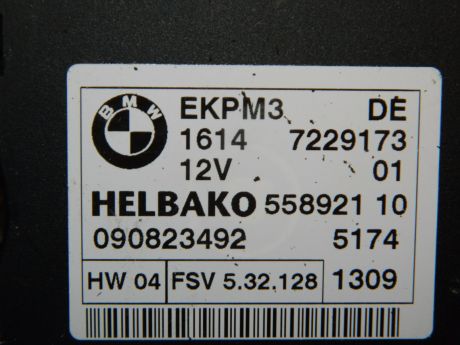 BMW
EKPM3 DE
1614 7229173
12V 01
HELBAKO 558921 10
090823492 5174
HW 04 FSV 5.32.128 1309